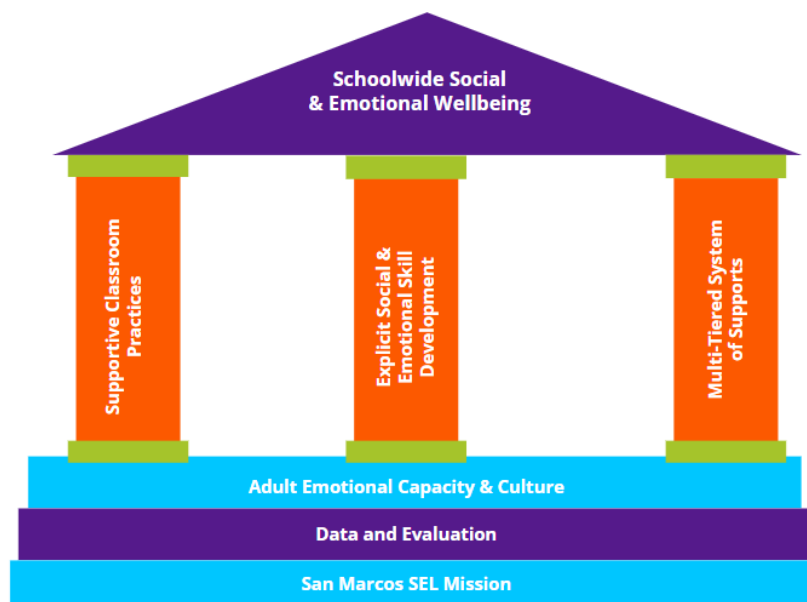 Schoolwide Social
& Emotional Wellbeing
Supportive Classroom
Practices
Explicit Social &
Emotional Skill
Development
Multi-Tiered System
of Supports
Adult Emotional Capacity & Culture
Data and Evaluation
San Marcos SEL Mission